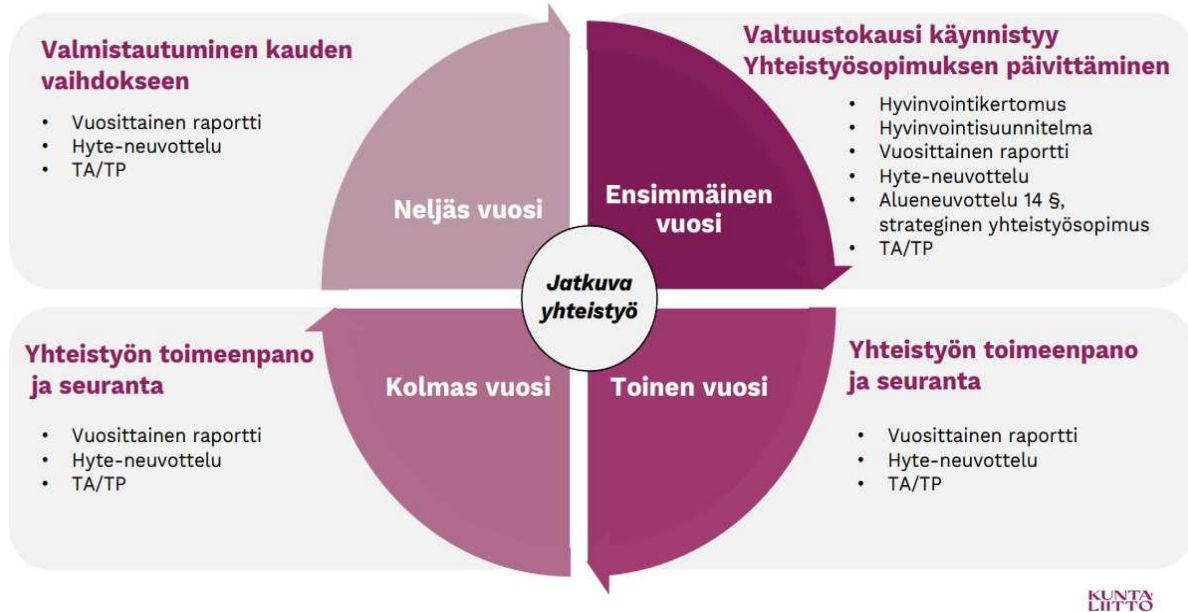 Valmistautuminen kauden
vaihdokseen
• Vuosittainen raportti
• Hyte-neuvottelu
• TA/TP
Neljäs vuosi
Valtuustokausi käynnistyy
Yhteistyösopimuksen päivittäminen
• Hyvinvointikertomus
• Hyvinvointisuunnitelma
• Vuosittainen raportti
• Hyte-neuvottelu
• Alueneuvottelu 14 §,
strateginen yhteistyösopimus
• TA/TP
Ensimmäinen
vuosi
Jatkuva
yhteistyö
Yhteistyön toimeenpano
ja seuranta
• Vuosittainen raportti
• Hyte-neuvottelu
• TA/TP
Kolmas vuosi
Toinen vuosi
Yhteistyön toimeenpano
ja seuranta
• Vuosittainen raportti
• Hyte-neuvottelu
• TA/TP
KUNTA
LIITTO